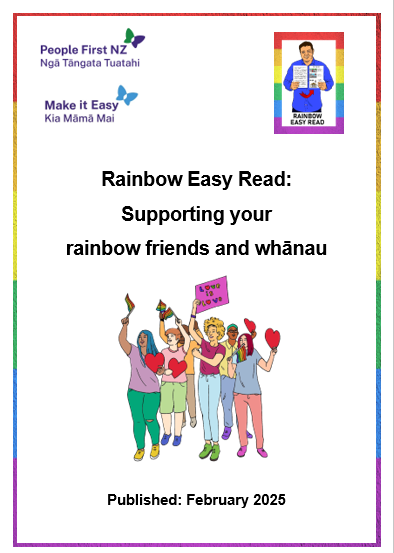 People First NZ
Ngā Tāngata Tuatahi
Make it Easy
Kia Māmā Mai
RAINBOW
EASY READ
Rainbow Easy Read:
Supporting your
rainbow friends and whānau
LOVE
IS
LOVE
Published: February 2025